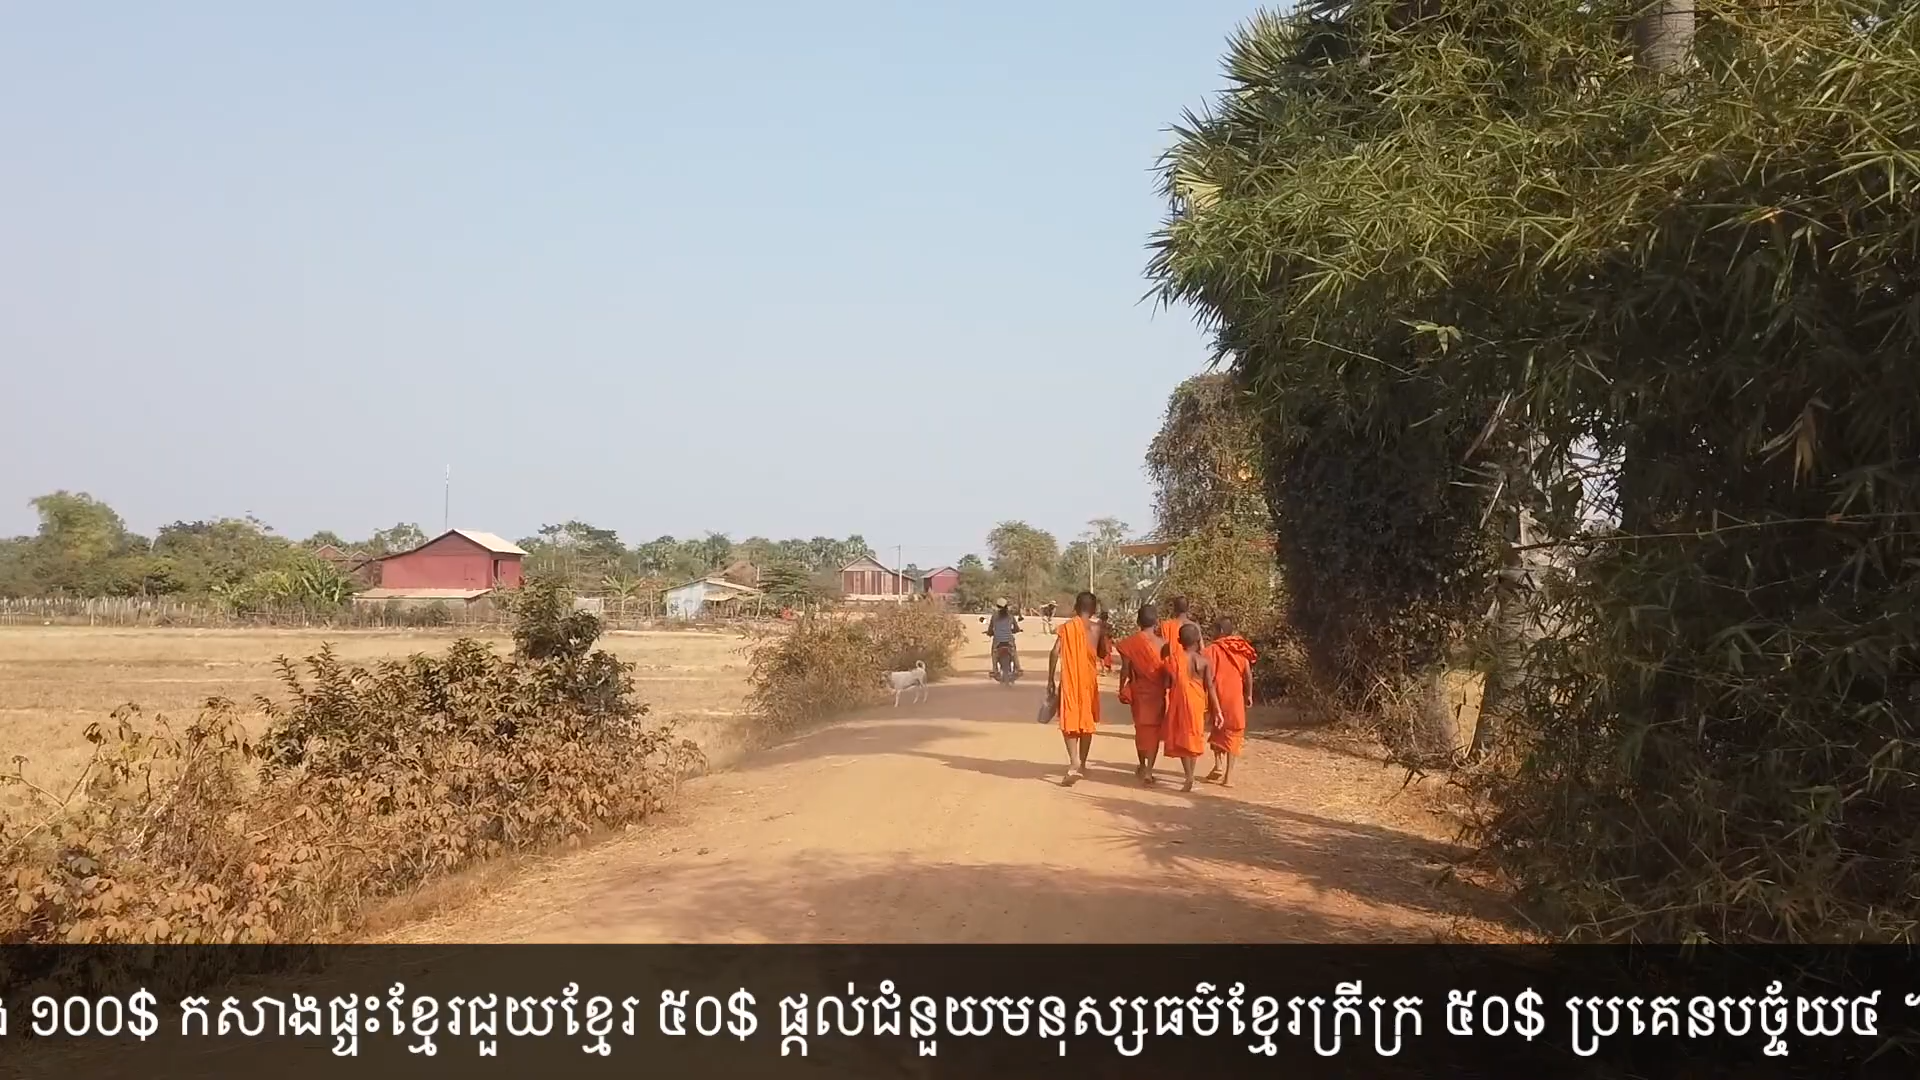 ១០០$ កសាងផ្ទះខ្មែរជួយខ្មែរ ៥០$ ផ្តល់ជំនួយមនុស្សធម៌ខ្មែរក្រីក្រ ៥០$ ប្រគេនបច្ច័យ៤